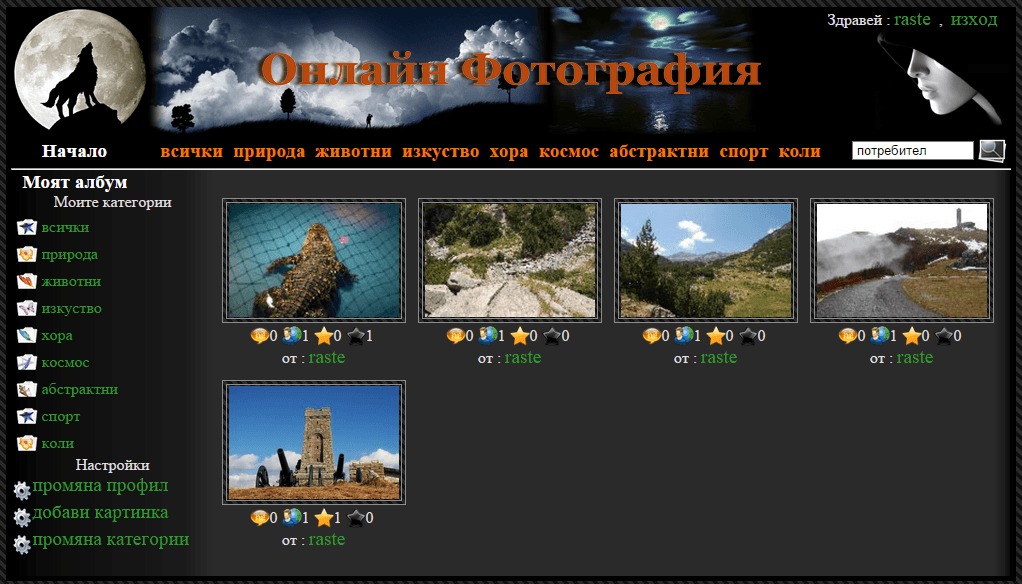 Здравей : raste , изход
Онлайн Фотография
Начало всички природа животни изкуство хора космос абстрактни спорт коли потребител
Моят албум
Моите категории
всички
природа
животни
изкуство
хора
космос
абстрактни
спорт
коли
Настройки
промяна профил
добави картинка
промяна категории
0 1 0 1
от : raste
0 1 0 0
от : raste
0 1 0 0
от : raste
0 1 0 0
от : raste
0 1 1 0
от : raste